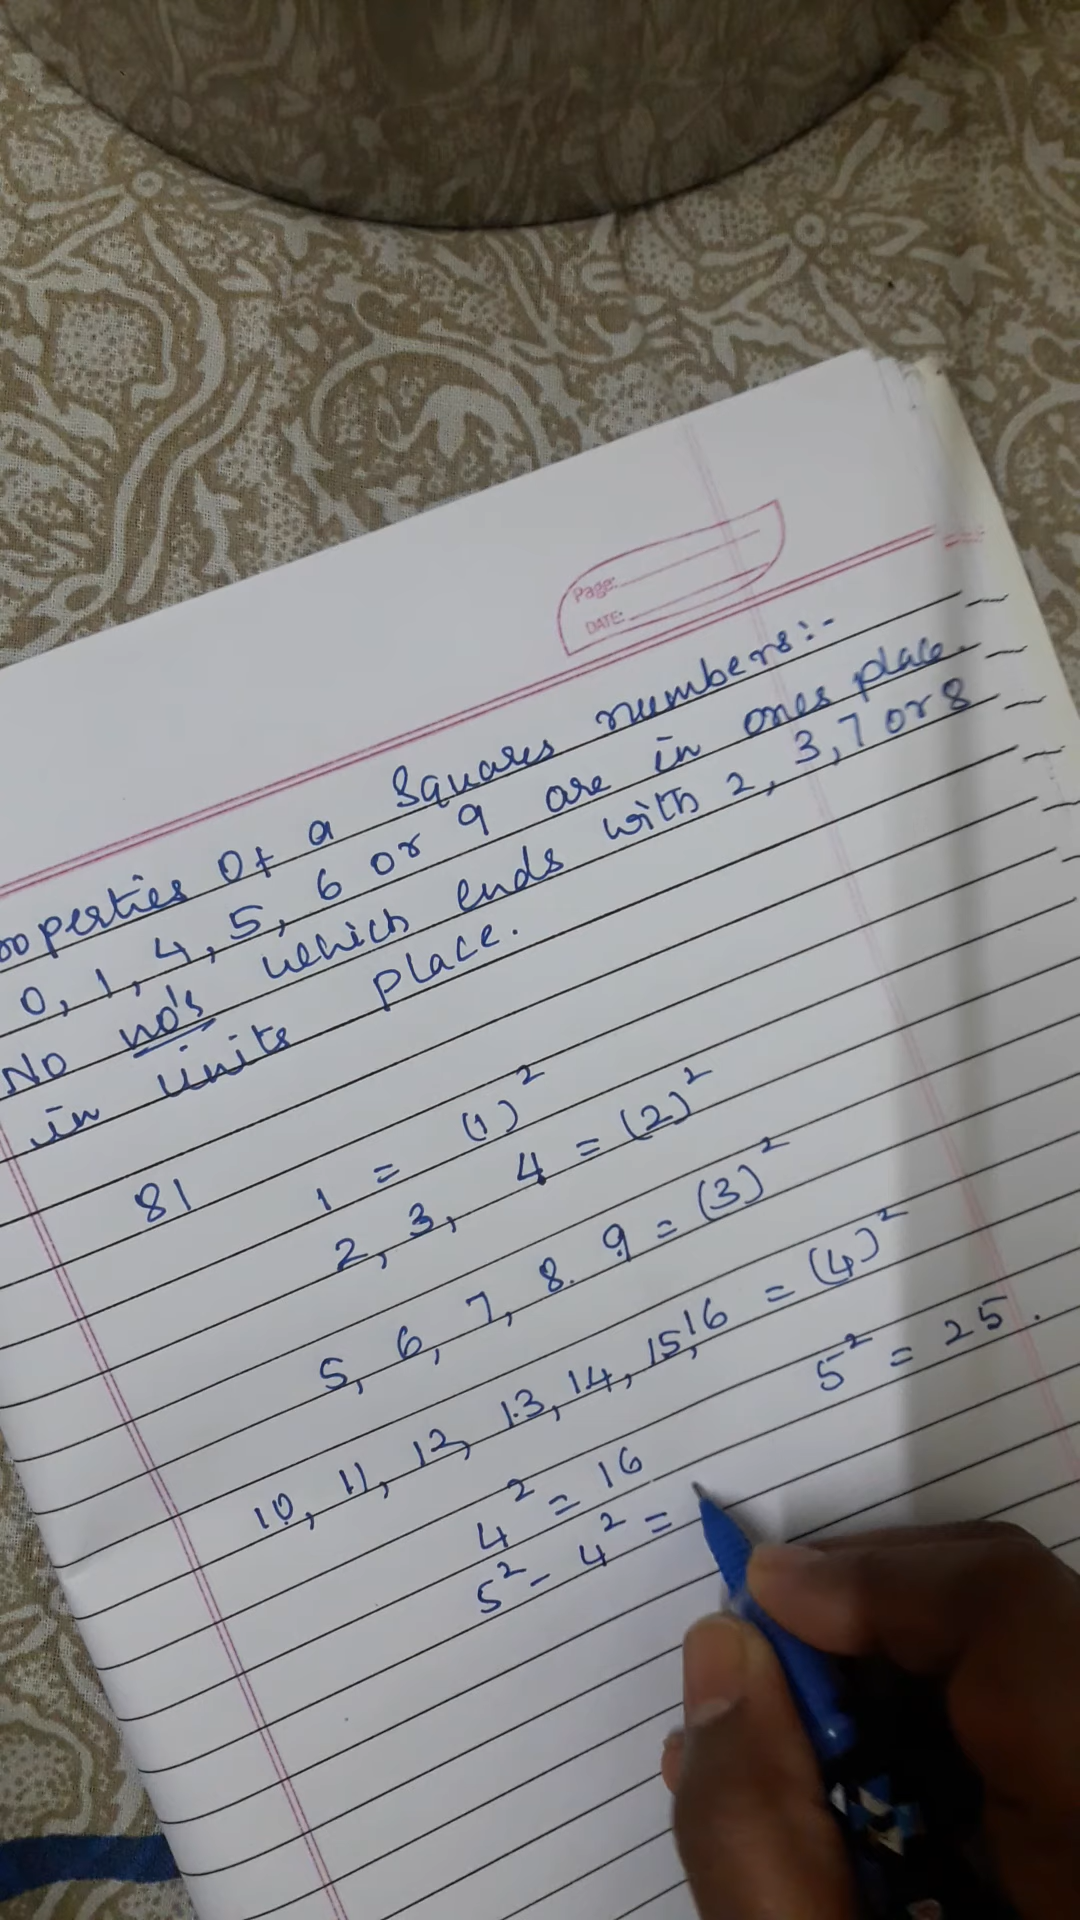 Page:
DATE:
operties Of a Squares numbers:-
0, 1, 4, 5, 6 or 9 are in ones place.
No no's which ends with 2, 3, 7 or 8
in units place.
81 1 = (1)²
2, 3, 4 = (2)²
5, 6, 7, 8. 9 = (3)²
10, 11, 12, 13, 14, 15, 16 = (4)²
4² = 16 5² = 25.
5² - 4² =